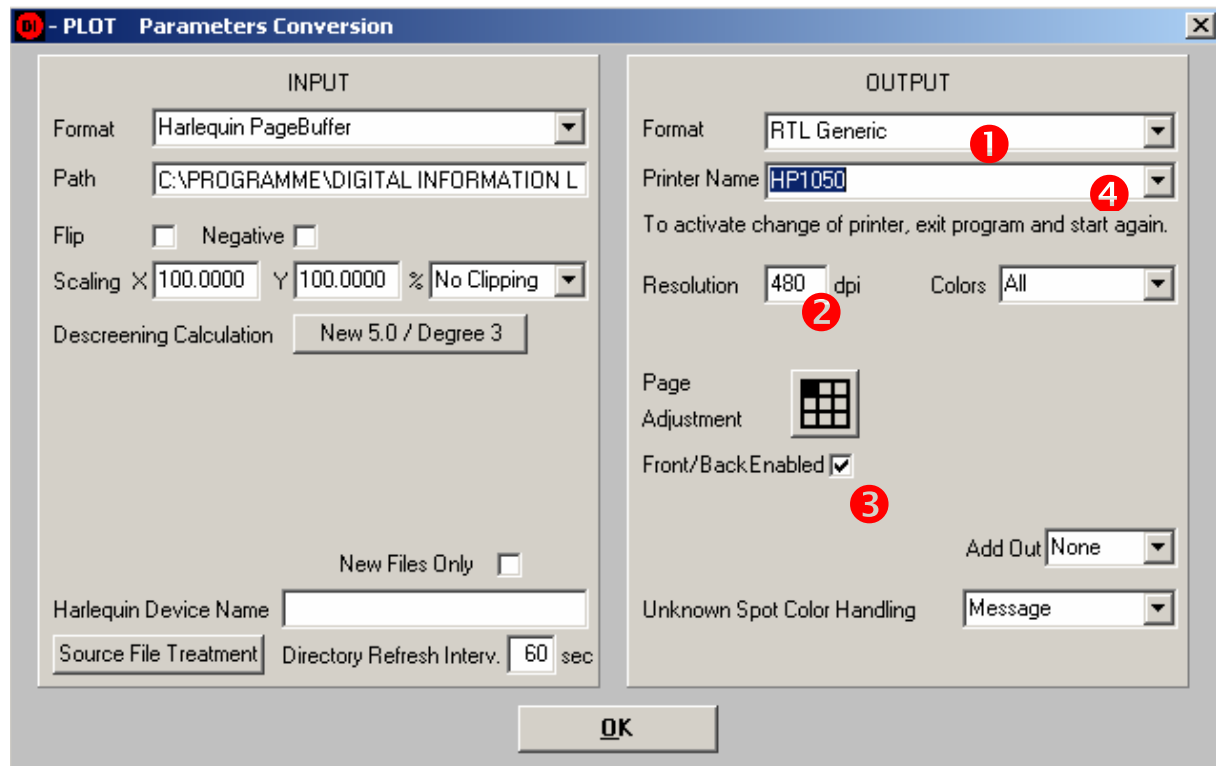 DI - PLOT Parameters Conversion
INPUT
Format Harlequin PageBuffer
Path C:\PROGRAMME\DIGITAL INFORMATION L
Flip Negative
Scaling X 100.0000 Y 100.0000 % No Clipping
Descreening Calculation New 5.0 / Degree 3
New Files Only
Harlequin Device Name
Source File Treatment Directory Refresh Interv. 60 sec
OUTPUT
Format RTL Generic
1
Printer Name HP1050
4
To activate change of printer, exit program and start again.
Resolution 480 dpi Colors All
2
Page
Adjustment
Front/Back Enabled
3
Add Out None
Unknown Spot Color Handling Message
OK